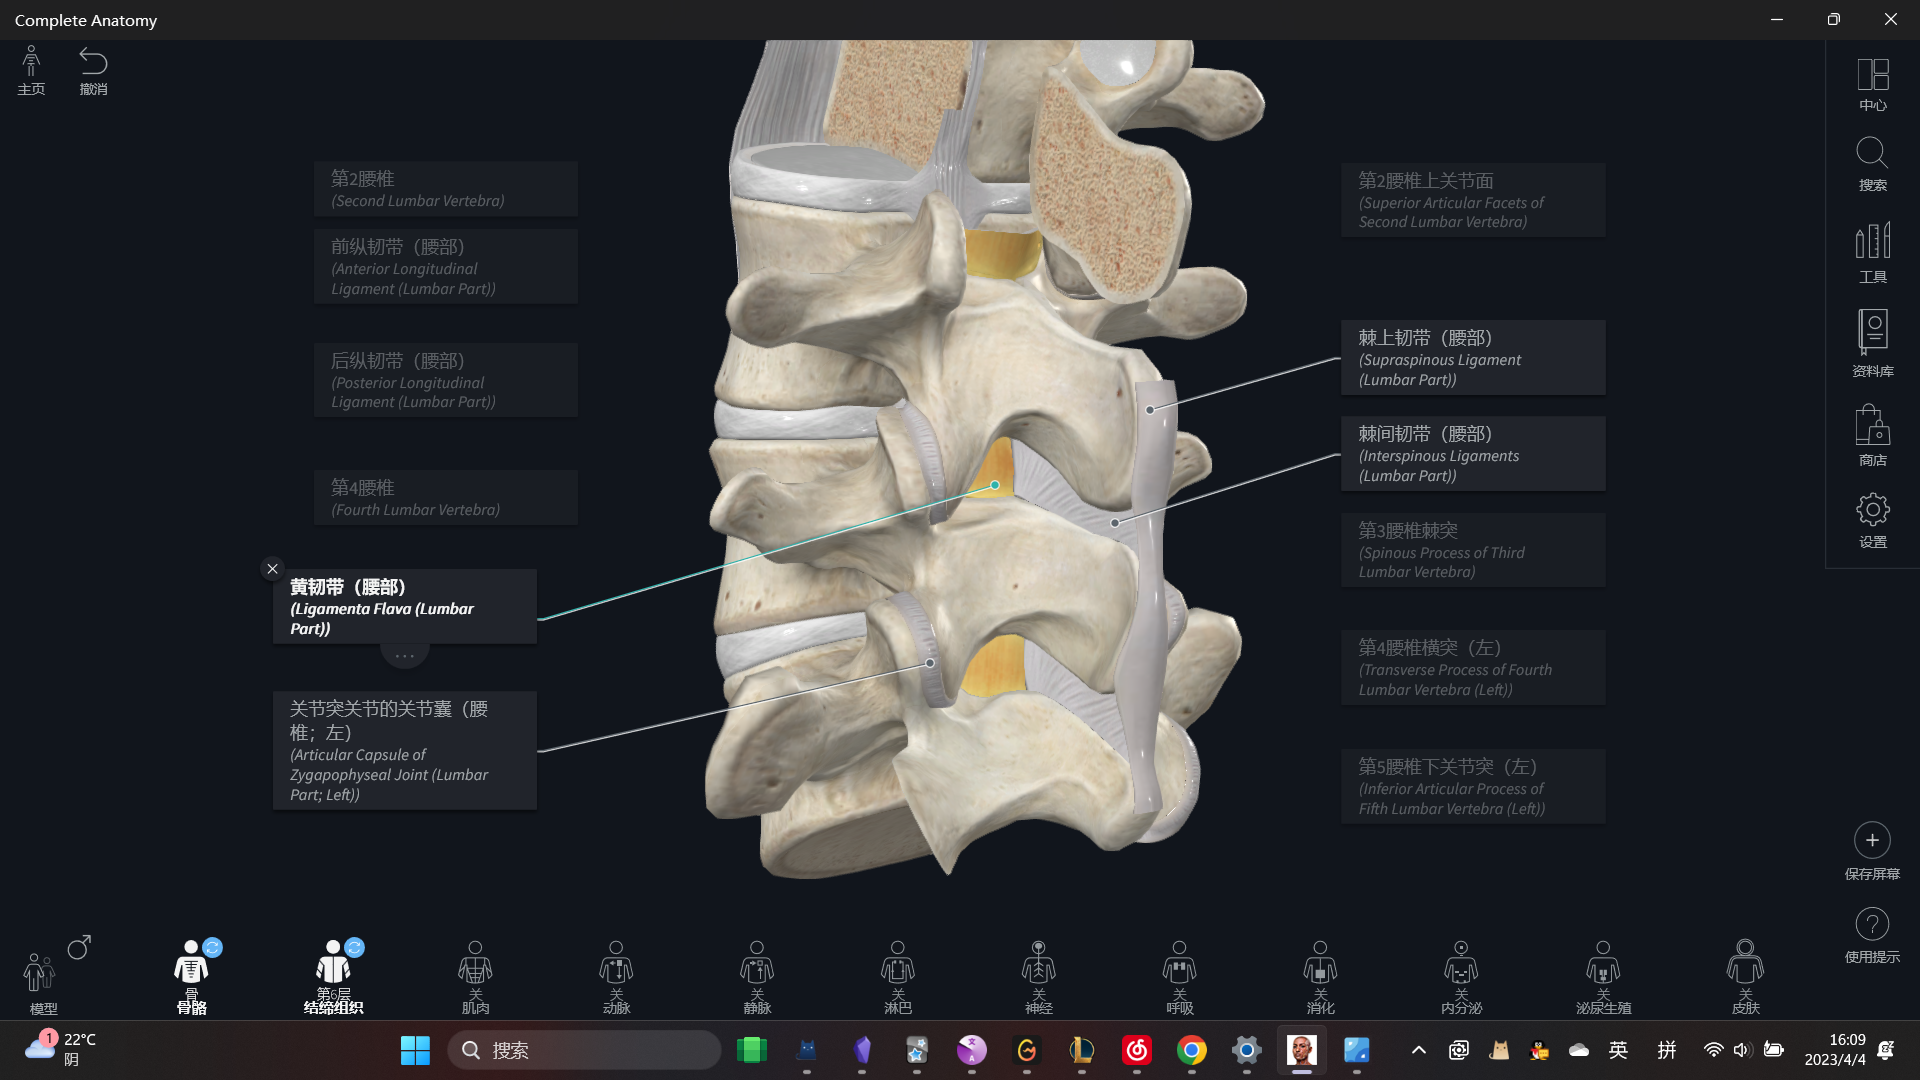 Complete Anatomy
主页
撤消
第2腰椎
(Second Lumbar Vertebra)
前纵韧带（腰部）
(Anterior Longitudinal
Ligament (Lumbar Part))
后纵韧带（腰部）
(Posterior Longitudinal
Ligament (Lumbar Part))
第4腰椎
(Fourth Lumbar Vertebra)
黄韧带（腰部）
(Ligamenta Flava (Lumbar
Part))
...
关节突关节的关节囊（腰
椎；左）
(Articular Capsule of
Zygapophyseal Joint (Lumbar
Part; Left))
第2腰椎上关节面
(Superior Articular Facets of
Second Lumbar Vertebra)
棘上韧带（腰部）
(Supraspinous Ligament
(Lumbar Part))
棘间韧带（腰部）
(Interspinous Ligaments
(Lumbar Part))
第3腰椎棘突
(Spinous Process of Third
Lumbar Vertebra)
第4腰椎横突（左）
(Transverse Process of Fourth
Lumbar Vertebra (Left))
第5腰椎下关节突（左）
(Inferior Articular Process of
Fifth Lumbar Vertebra (Left))
中心
搜索
工具
资料库
商店
设置
保存屏幕
使用提示
模型
骨
骨骼
第6层
结缔组织
关
肌肉
关
动脉
关
静脉
关
淋巴
关
神经
关
呼吸
关
消化
关
内分泌
关
泌尿生殖
关
皮肤
1
22°C
阴
搜索
英
拼
16:09
2023/4/4